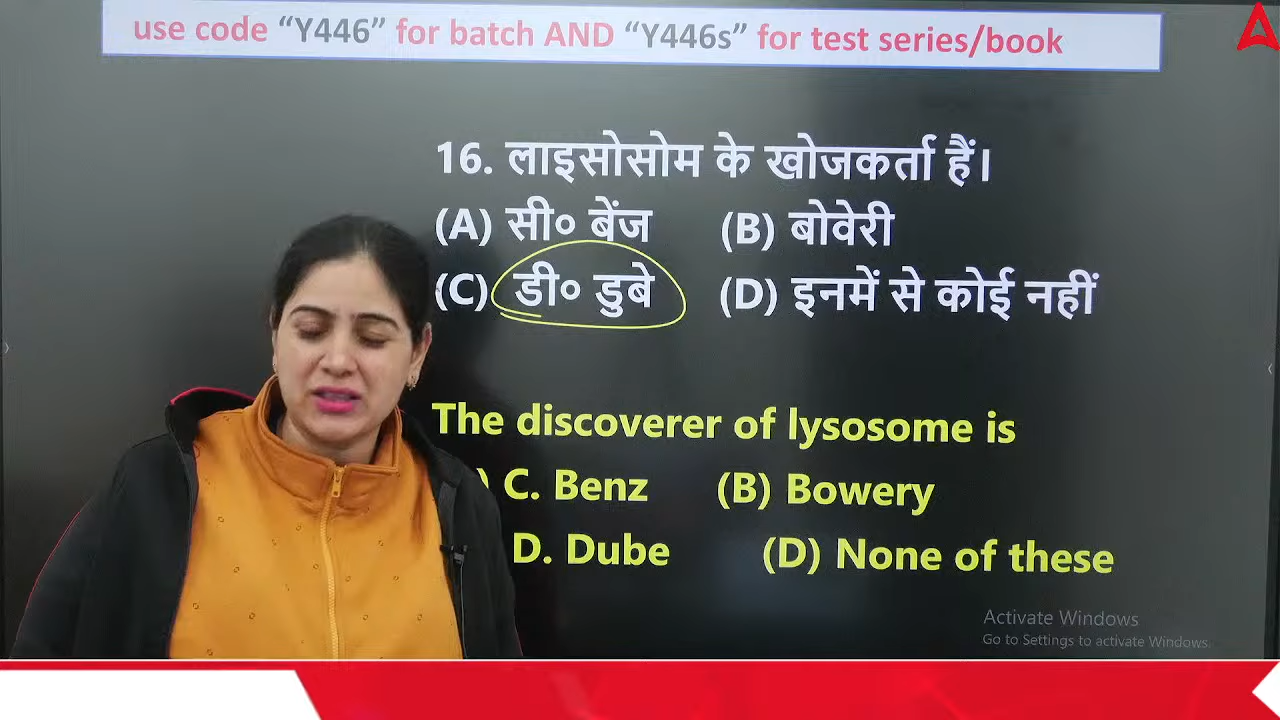 use code “Y446” for batch AND “Y446s” for test series/book
16. लाइसोसोम के खोजकर्ता हैं।
(A) सी० बेंज (B) बोवेरी
(C) डी० डुबे (D) इनमें से कोई नहीं
The discoverer of lysosome is
) C. Benz (B) Bowery
D. Dube (D) None of these
Activate Windows
Go to Settings to activate Windows.